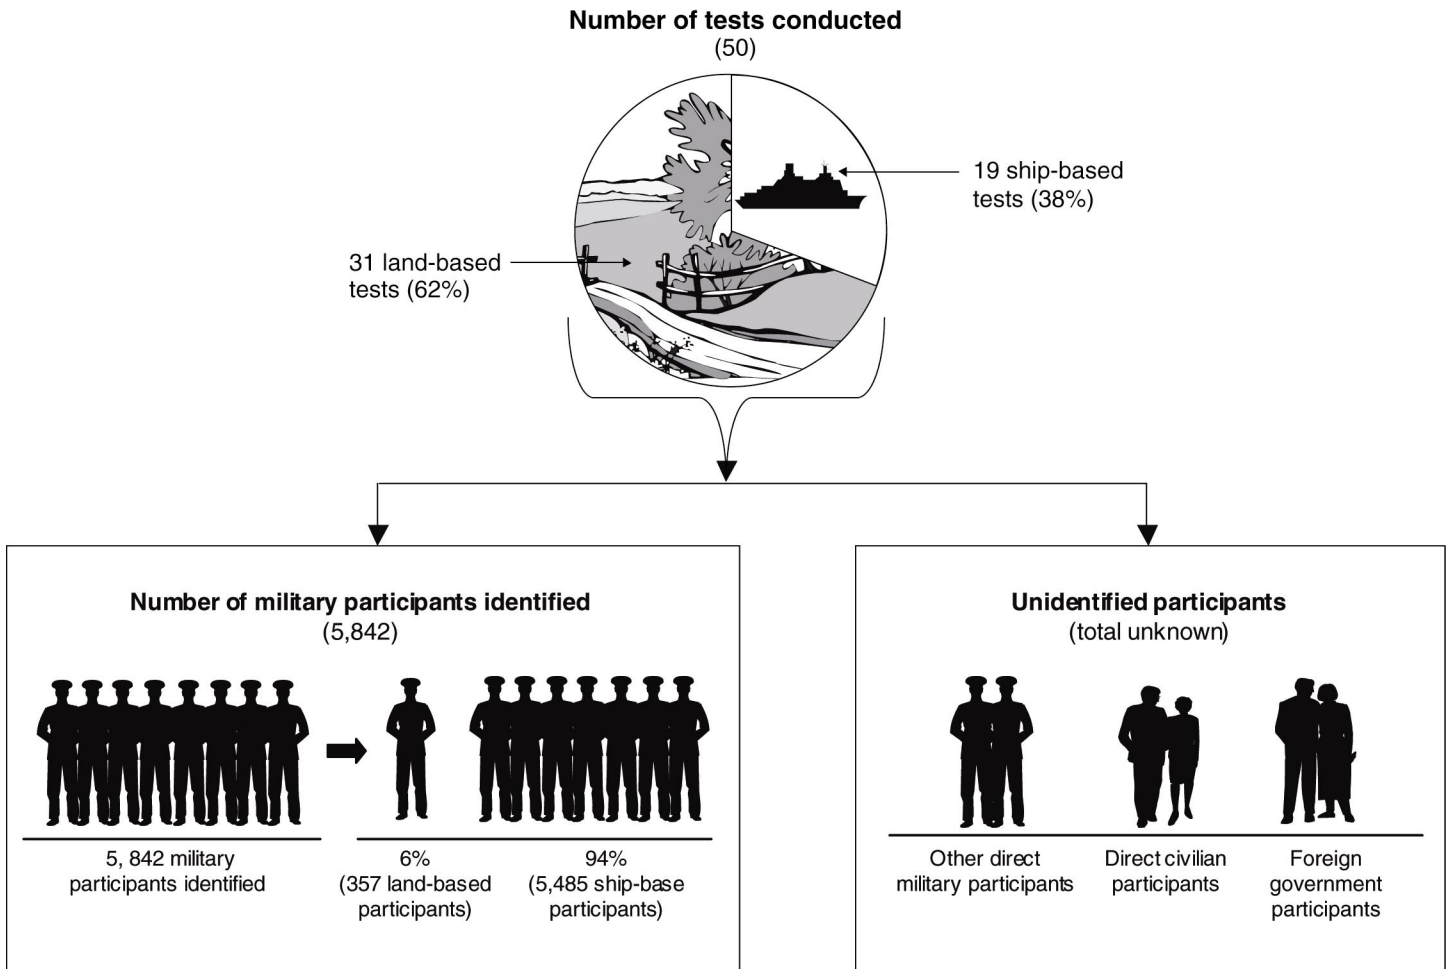 Number of tests conducted
(50)
19 ship-based
tests (38%)
31 land-based
tests (62%)
Number of military participants identified
(5,842)
5, 842 military
participants identified
6%
(357 land-based
participants)
94%
(5,485 ship-base
participants)
Unidentified participants
(total unknown)
Other direct
military participants
Direct civilian
participants
Foreign
government
participants